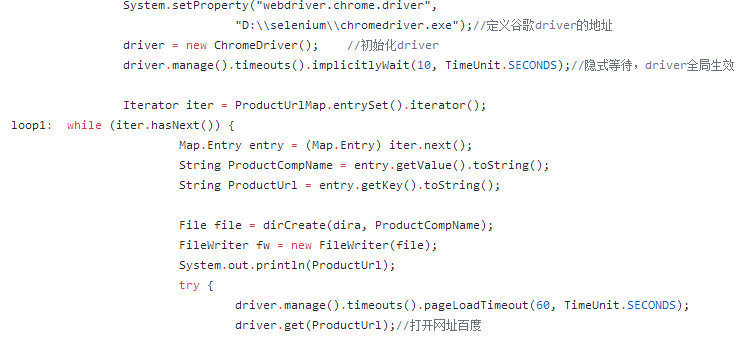 System.setProperty("webdriver.chrome.driver",
"D:\\selenium\\chromedriver.exe");//定义谷歌driver的地址
driver = new ChromeDriver();    //初始化driver
driver.manage().timeouts().implicitlyWait(10, TimeUnit.SECONDS);//隐式等待，driver全局生效
Iterator iter = ProductUrlMap.entrySet().iterator();
loop1:  while (iter.hasNext()) {
Map.Entry entry = (Map.Entry) iter.next();
String ProductCompName = entry.getValue().toString();
String ProductUrl = entry.getKey().toString();
File file = dirCreate(dira, ProductCompName);
FileWriter fw = new FileWriter(file);
System.out.println(ProductUrl);
try {
driver.manage().timeouts().pageLoadTimeout(60, TimeUnit.SECONDS);
driver.get(ProductUrl);//打开网址百度